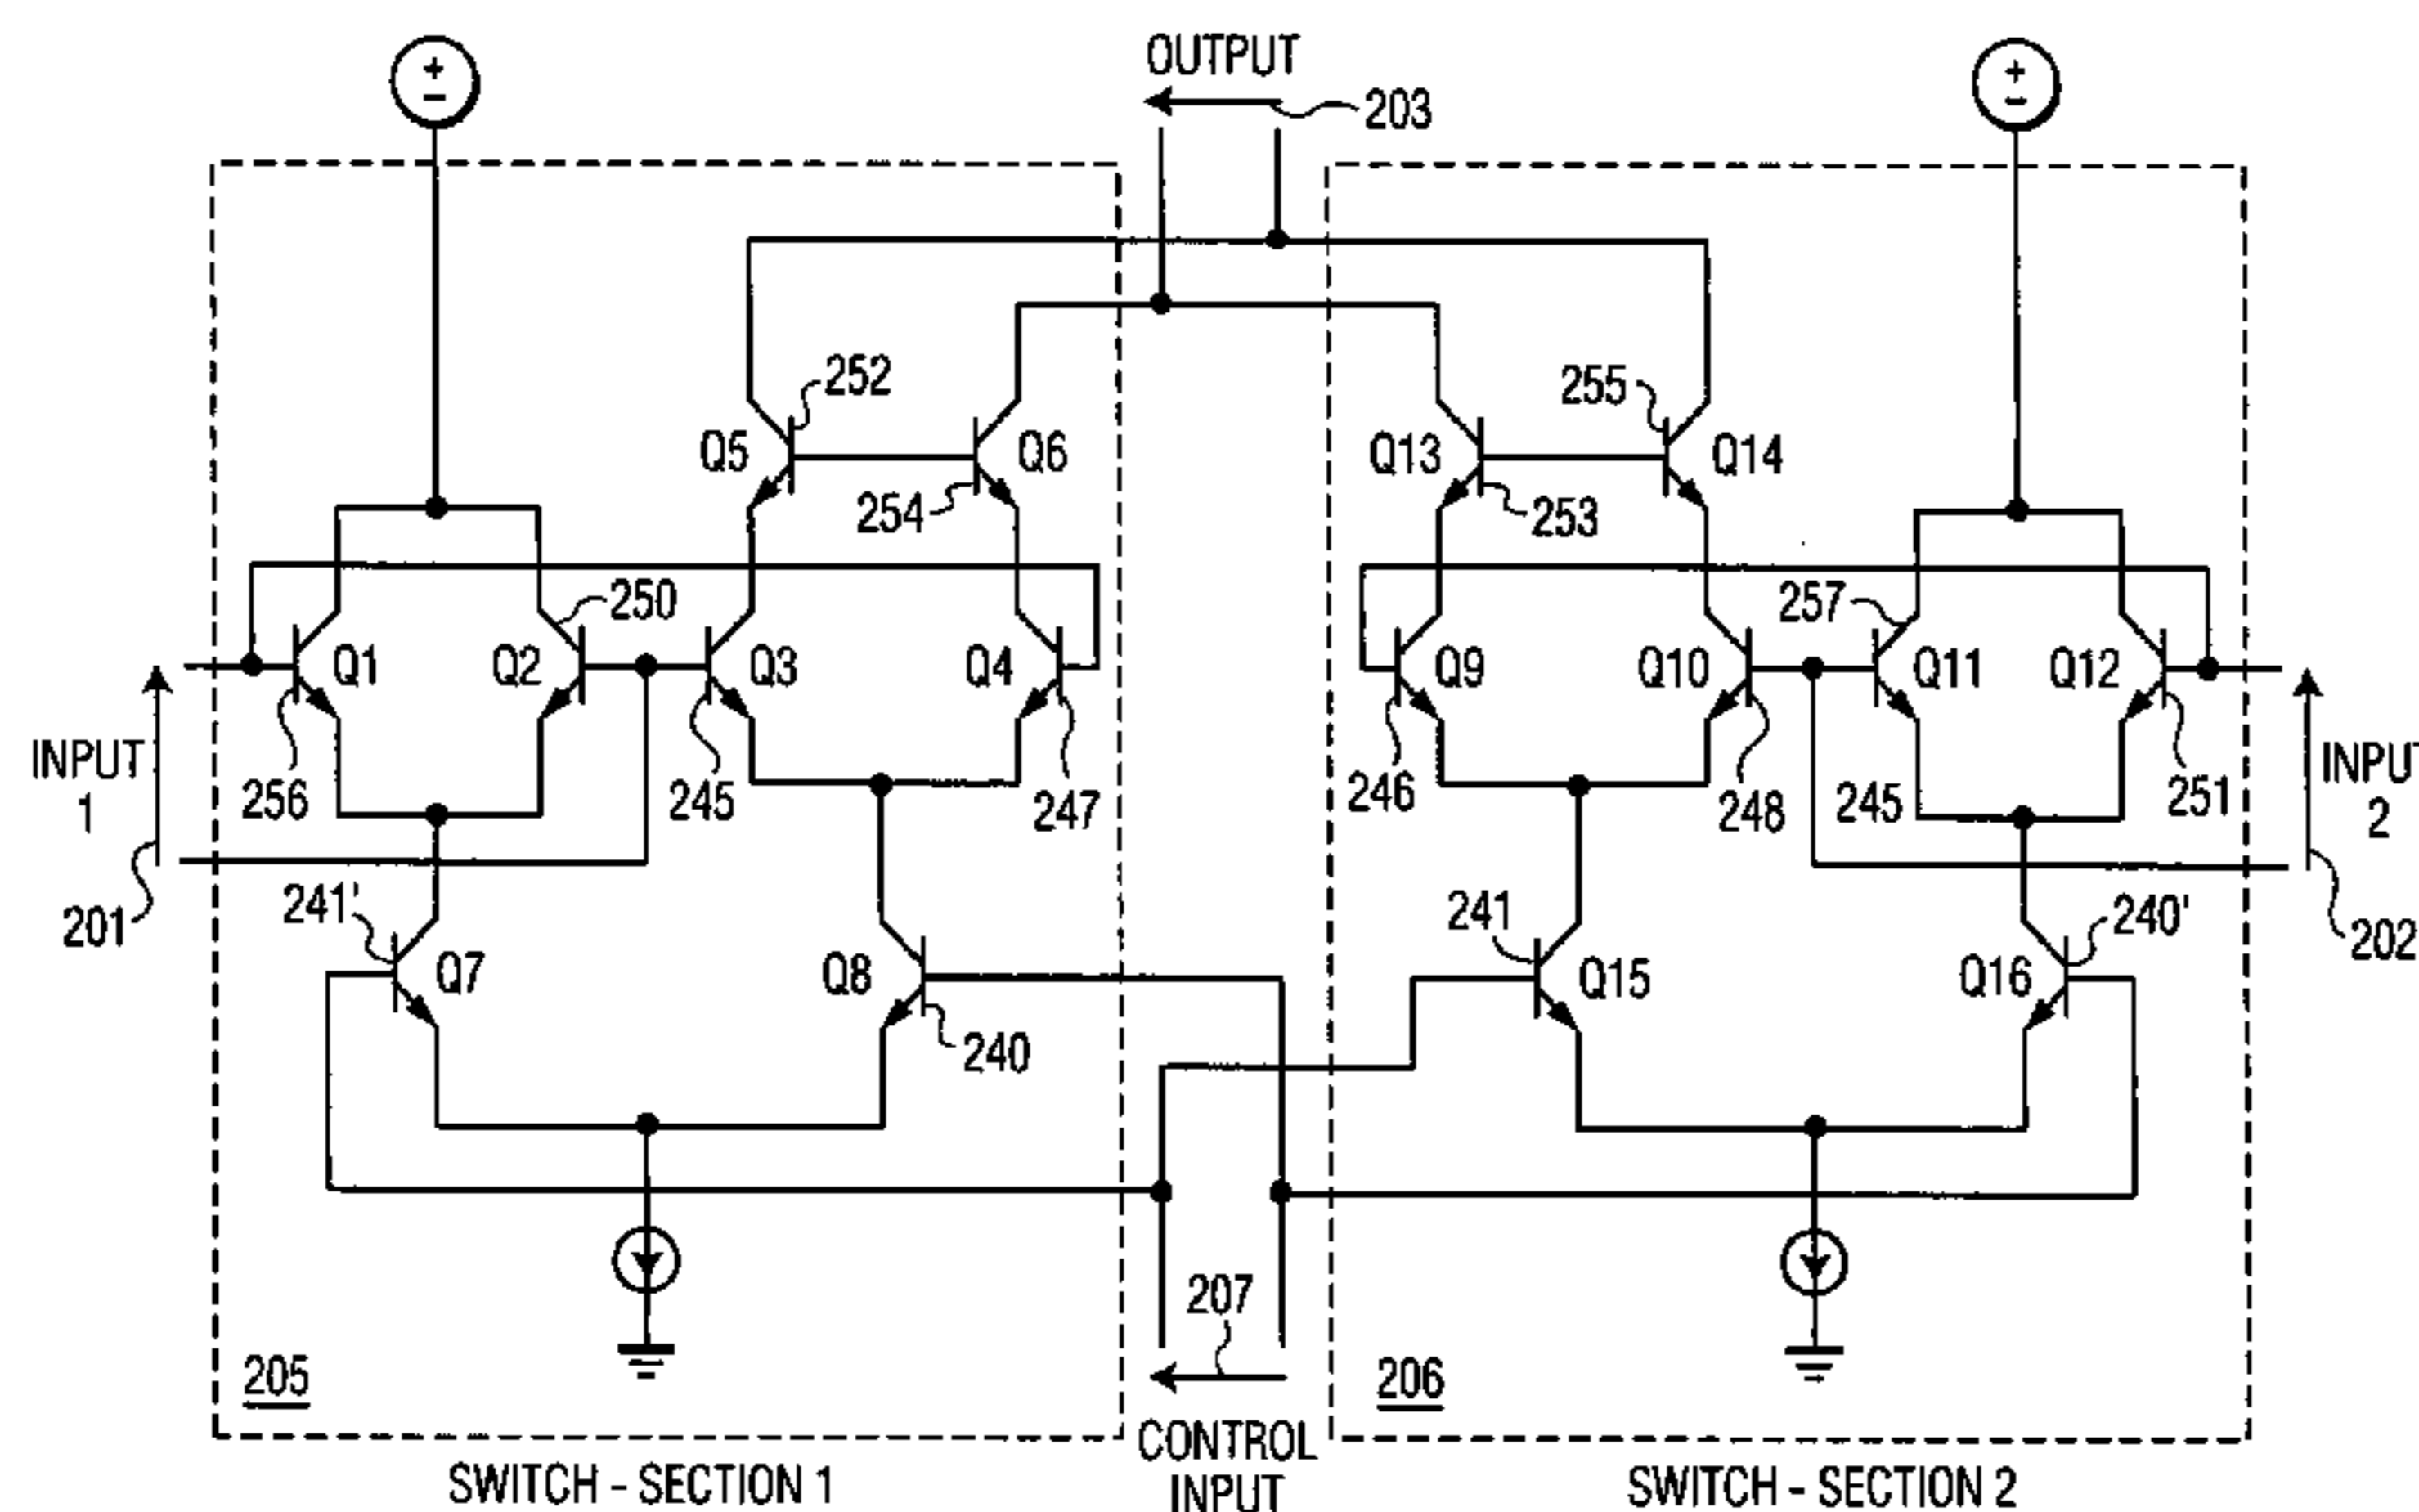 OUTPUT
203
+
-
+
-
252
255
Q5
Q6
Q13
Q14
254
253
250
257
Q1
Q2
Q3
Q4
Q9
Q10
Q11
Q12
INPUT
1
256
245
247
246
248
245
251
INPUT
2
201
241'
241
240'
202
Q7
Q8
Q15
Q16
240
207
205
206
CONTROL
INPUT
SWITCH - SECTION 1
SWITCH - SECTION 2